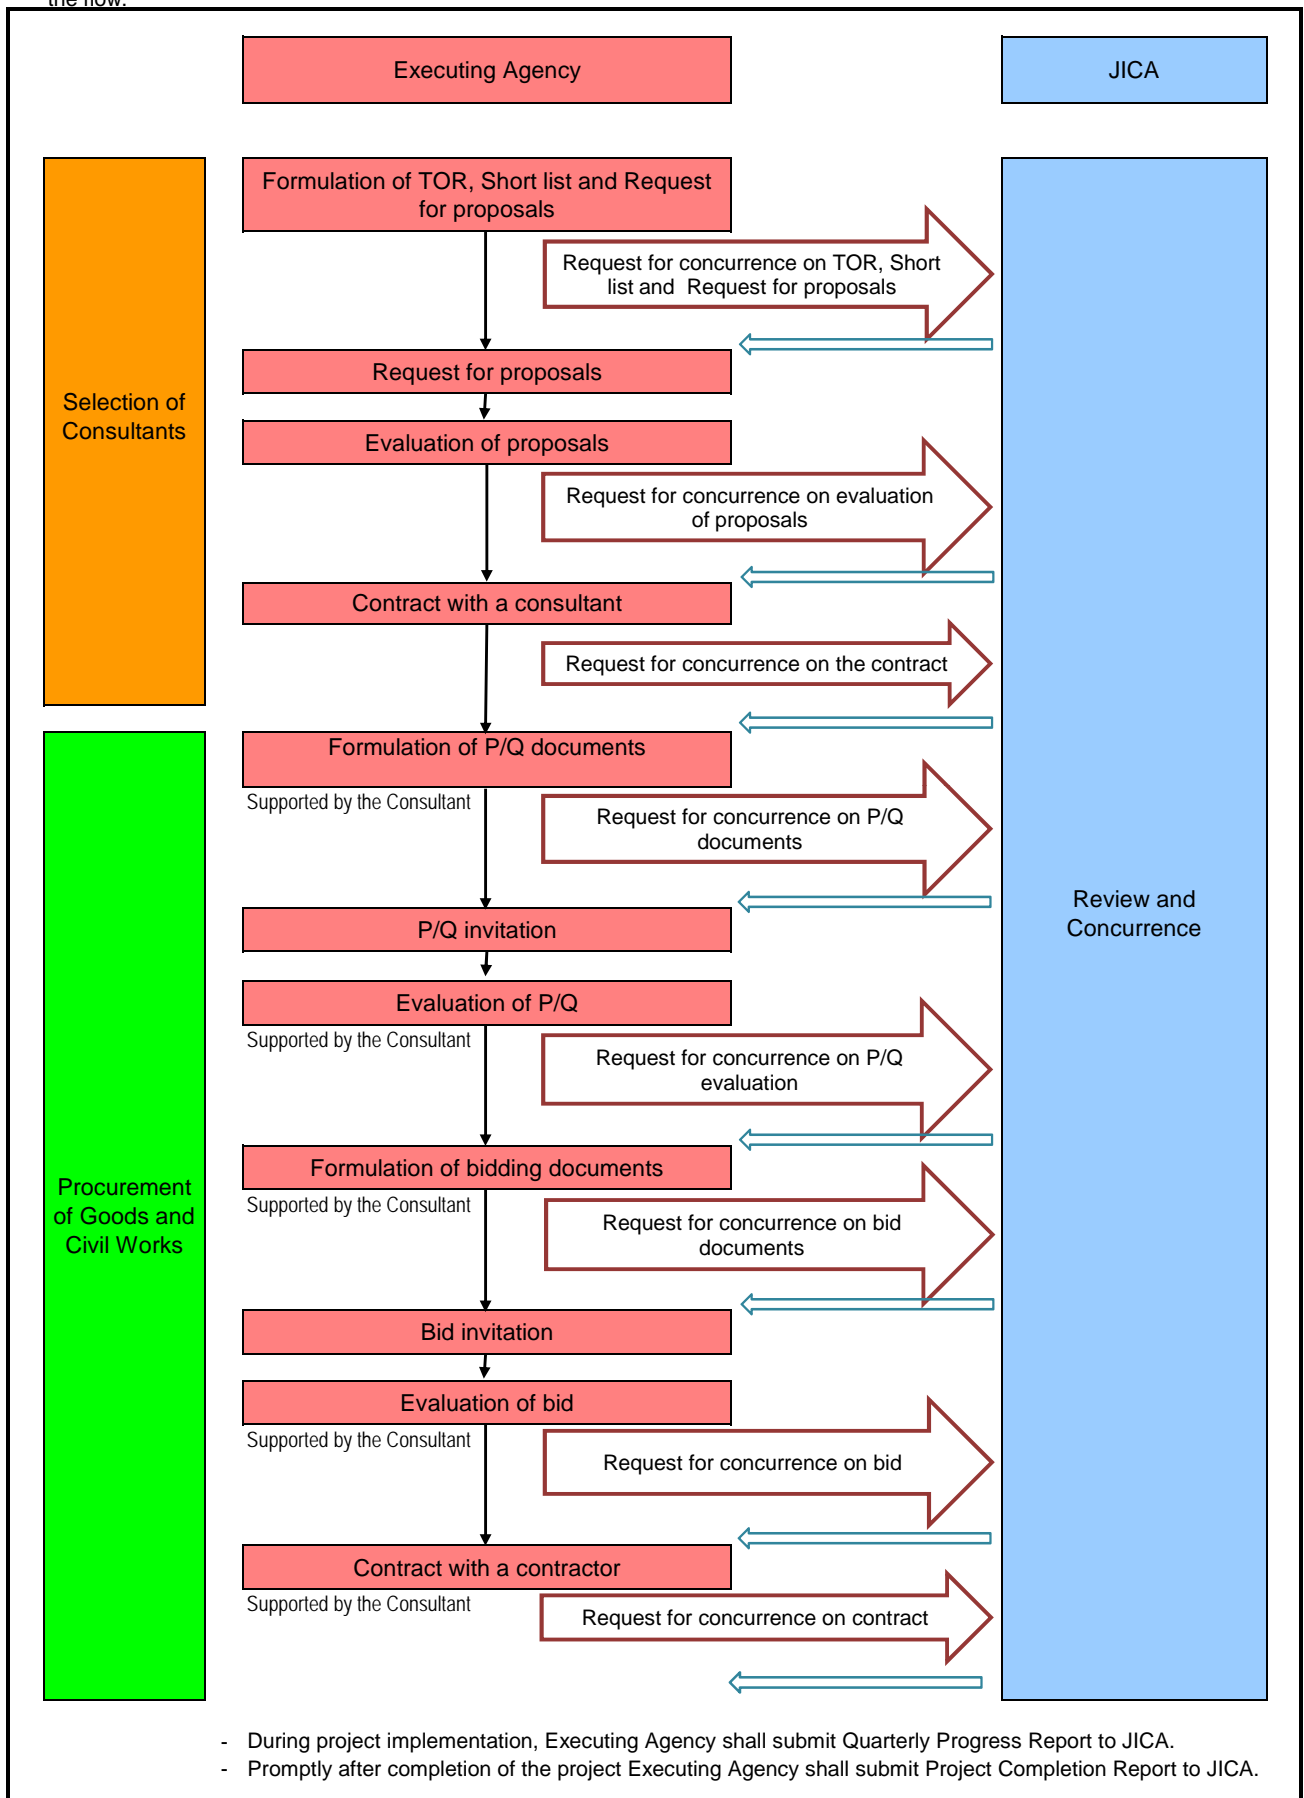 the flow.
Executing Agency
JICA
Formulation of TOR, Short list and Request
for proposals
Request for concurrence on TOR, Short
list and  Request for proposals
Request for proposals
Selection of
Consultants
Evaluation of proposals
Request for concurrence on evaluation
of proposals
Contract with a consultant
Request for concurrence on the contract
Formulation of P/Q documents
Supported by the Consultant
Request for concurrence on P/Q
documents
Review and
Concurrence
P/Q invitation
Evaluation of P/Q
Supported by the Consultant
Request for concurrence on P/Q
evaluation
Formulation of bidding documents
Procurement
of Goods and
Civil Works
Supported by the Consultant
Request for concurrence on bid
documents
Bid invitation
Evaluation of bid
Supported by the Consultant
Request for concurrence on bid
Contract with a contractor
Supported by the Consultant
Request for concurrence on contract
- During project implementation, Executing Agency shall submit Quarterly Progress Report to JICA.
- Promptly after completion of the project Executing Agency shall submit Project Completion Report to JICA.